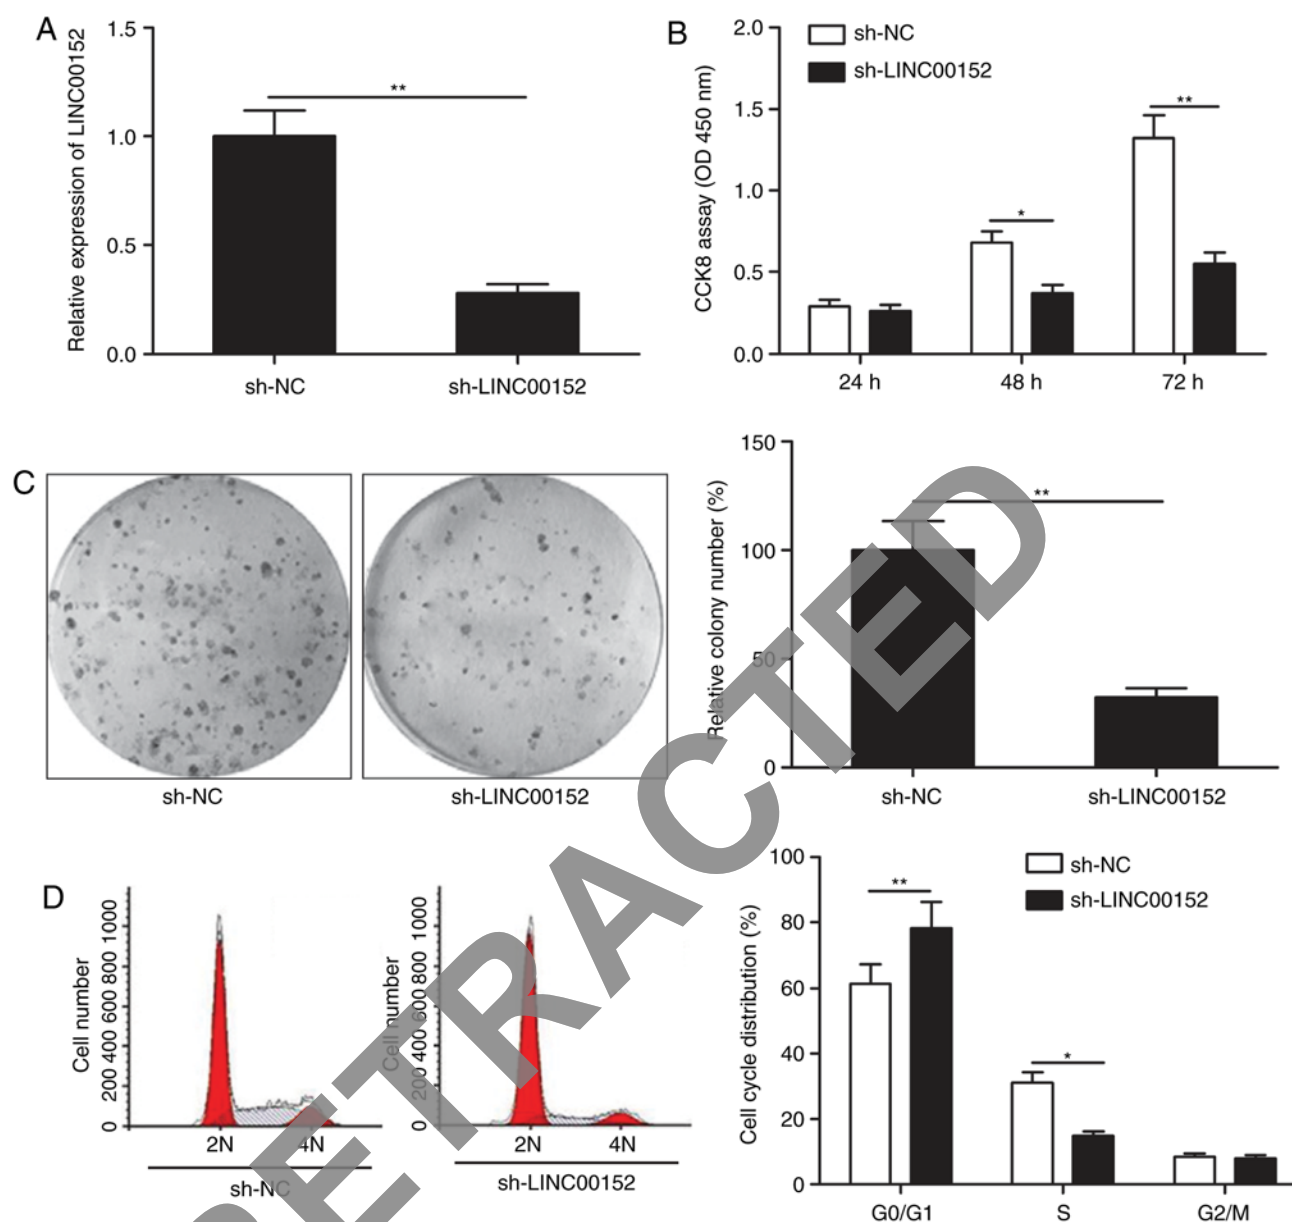 A
Relative expression of LINC00152
1.5
1.0
0.5
0.0
**
sh-NC
sh-LINC00152
B
CCK8 assay (OD 450 nm)
2.0
1.5
1.0
0.5
0.0
sh-NC
sh-LINC00152
*
**
24 h
48 h
72 h
C
sh-NC
sh-LINC00152
Relative colony number (%)
150
100
50
0
**
sh-NC
sh-LINC00152
D
Cell number
0 200 400 600 800 1000
2N 4N
sh-NC
Cell number
0 200 400 600 800 1000
2N 4N
sh-LINC00152
Cell cycle distribution (%)
100
80
60
40
20
0
sh-NC
sh-LINC00152
**
*
G0/G1
S
G2/M
RETRACTED